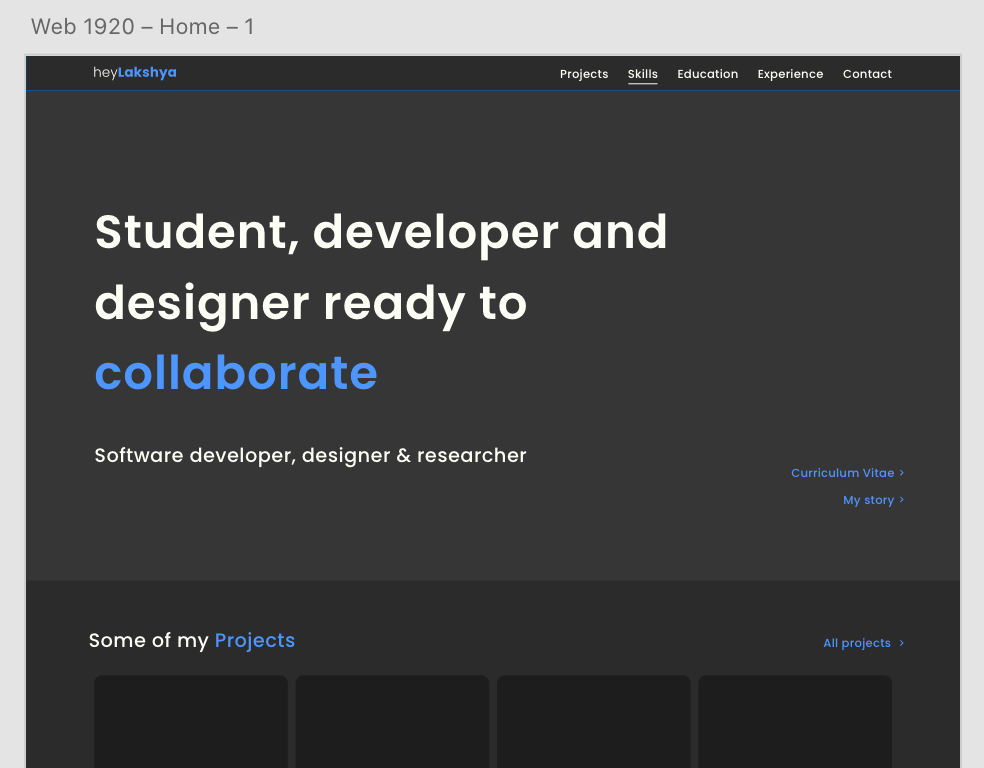 Web 1920 – Home – 1
heyLakshya
Projects Skills Education Experience Contact
Student, developer and
designer ready to
collaborate
Software developer, designer & researcher
Curriculum Vitae >
My story >
Some of my Projects
All projects >